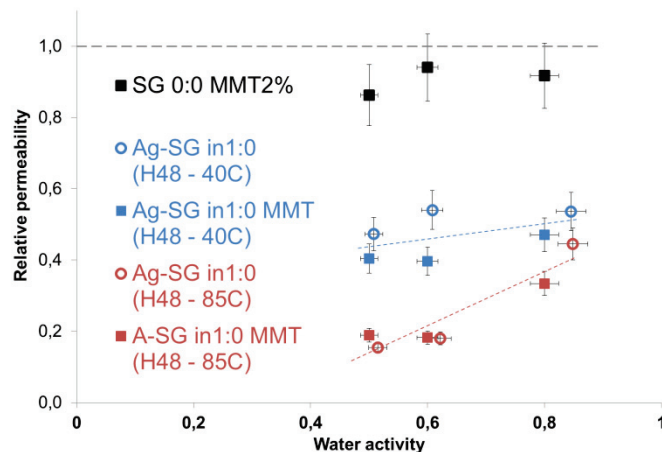 1,0
0,8
0,6
0,4
0,2
0,0
Relative permeability
SG 0:0 MMT2%
Ag-SG in1:0
(H48 - 40C)
Ag-SG in1:0 MMT
(H48 - 40C)
Ag-SG in1:0
(H48 - 85C)
A-SG in1:0 MMT
(H48 - 85C)
0
0,2
0,4
0,6
0,8
1
Water activity